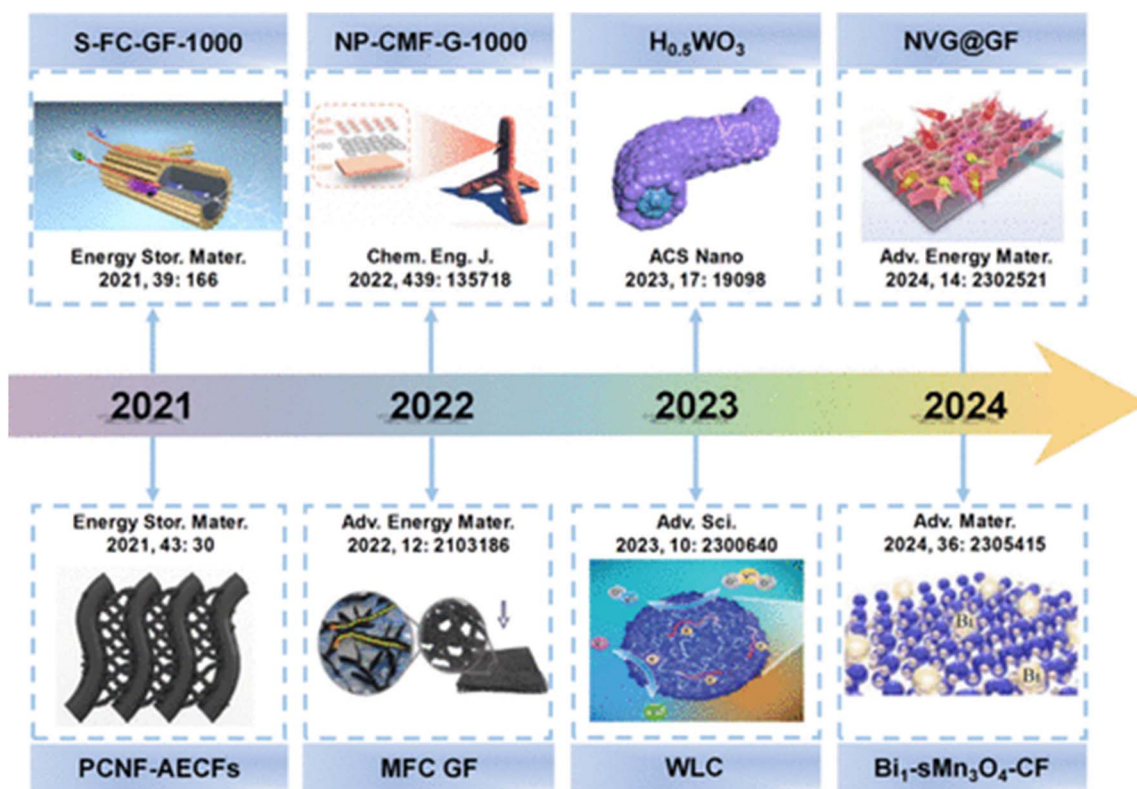 S-FC-GF-1000
NP-CMF-G-1000
H₀.₅WO₃
NVG@GF
Energy Stor. Mater.
2021, 39: 166
Chem. Eng. J.
2022, 439: 135718
ACS Nano
2023, 17: 19098
Adv. Energy Mater.
2024, 14: 2302521
2021
2022
2023
2024
Energy Stor. Mater.
2021, 43: 30
Adv. Energy Mater.
2022, 12: 2103186
Adv. Sci.
2023, 10: 2300640
Adv. Mater.
2024, 36: 2305415
Bi
Bi
PCNF-AECFs
MFC GF
WLC
Bi₁-sMn₃O₄-CF